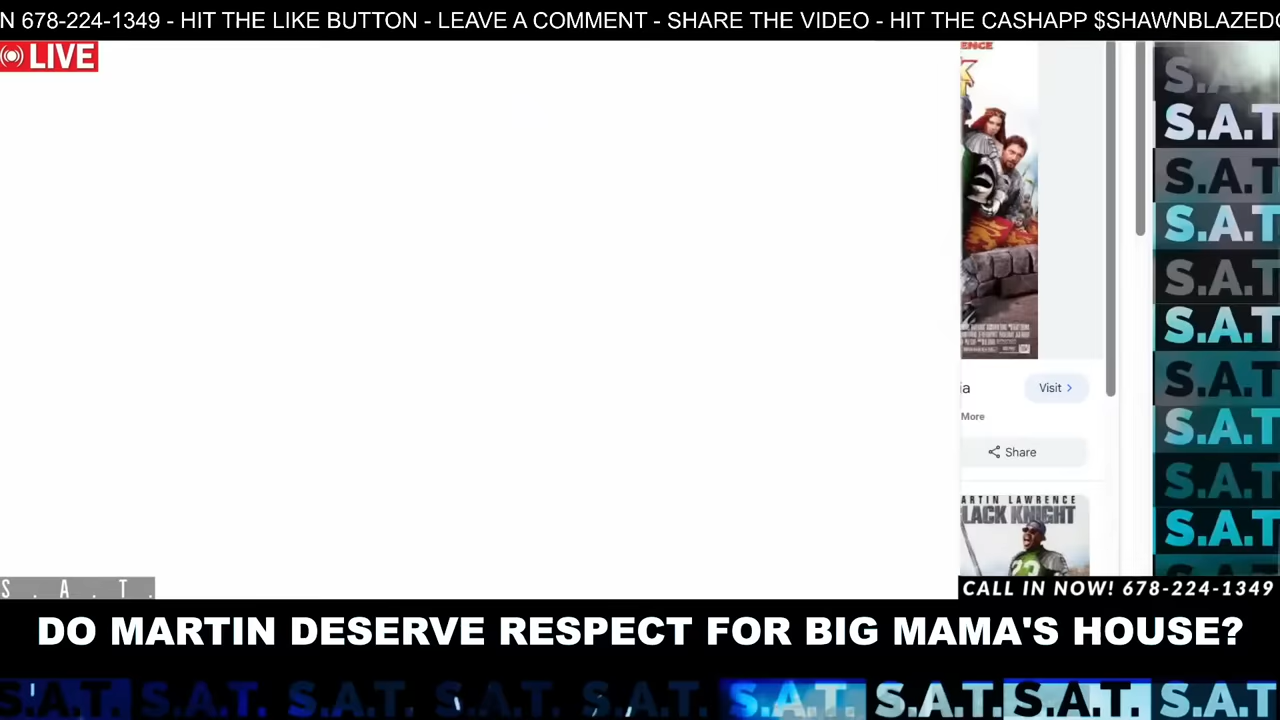 N 678-224-1349 - HIT THE LIKE BUTTON - LEAVE A COMMENT - SHARE THE VIDEO - HIT THE CASHAPP $SHAWNBLAZED
LIVE
ENCE
S.A.
S.A.T
S.A.T
S.A.T
S.A.T
S.A.T
S.A.T
S.A.T
S.A.T
S.A.T
ia
Visit
More
Share
ARTIN LAWRENCE
LACK KNIGHT
S. A. T.
CALL IN NOW! 678-224-1349
DO MARTIN DESERVE RESPECT FOR BIG MAMA'S HOUSE?
S.A.T. S.A.T. S.A.T. S.A.T. S.A.T. S.A.T. S.A.T. S.A.T. S.A.T